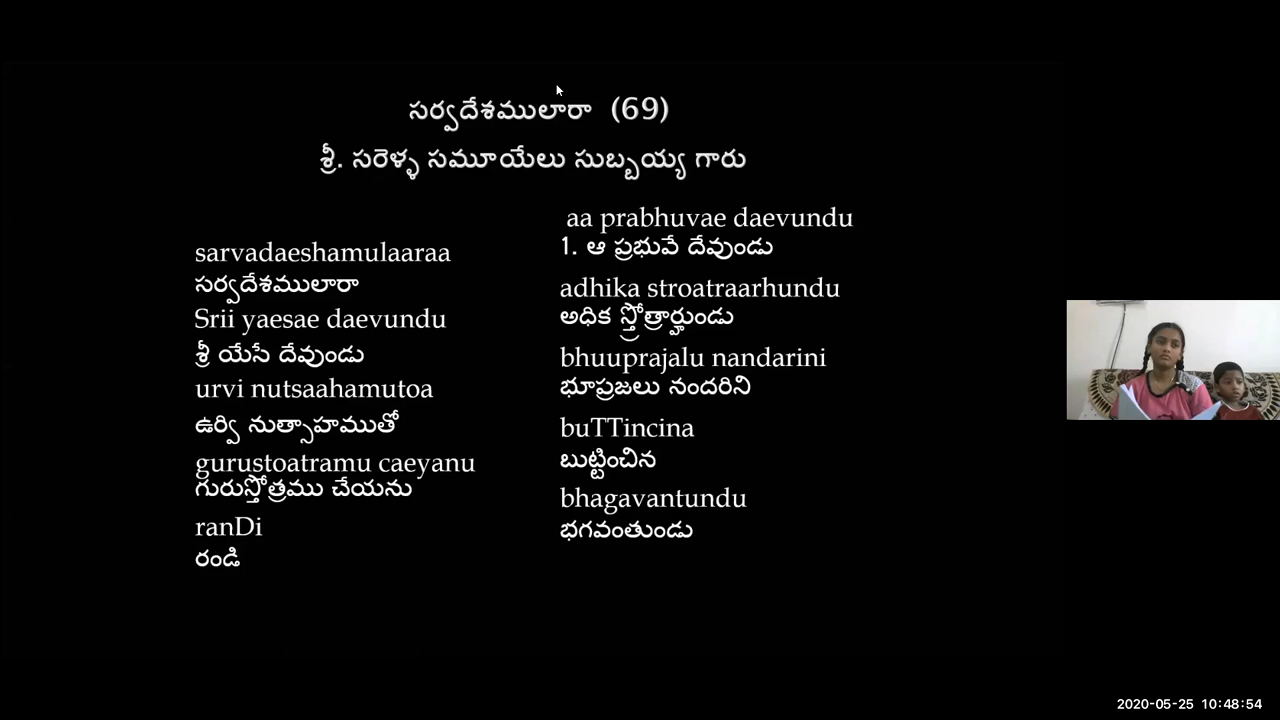 సర్వదేశములారా (69)
శ్రీ. సరెళ్ళ సమూయేలు సుబ్బయ్య గారు
sarvadaeshamulaaraa
సర్వదేశములారా
Srii yaesae daevundu
శ్రీ యేసే దేవుండు
urvi nutsaahamutoa
ఉర్వి నుత్సాహముతో
gurustoatramu caeyanu
గురుస్తోత్రము చేయను
ranDi
రండి
aa prabhuvae daevundu
1. ఆ ప్రభువే దేవుండు
adhika stroatraarhundu
అధిక స్త్రోత్రార్హుండు
bhuuprajalu nandarini
భూప్రజలు నందరిని
buTTincina
బుట్టించిన
bhagavantundu
భగవంతుండు
2020-05-25 10:48:54